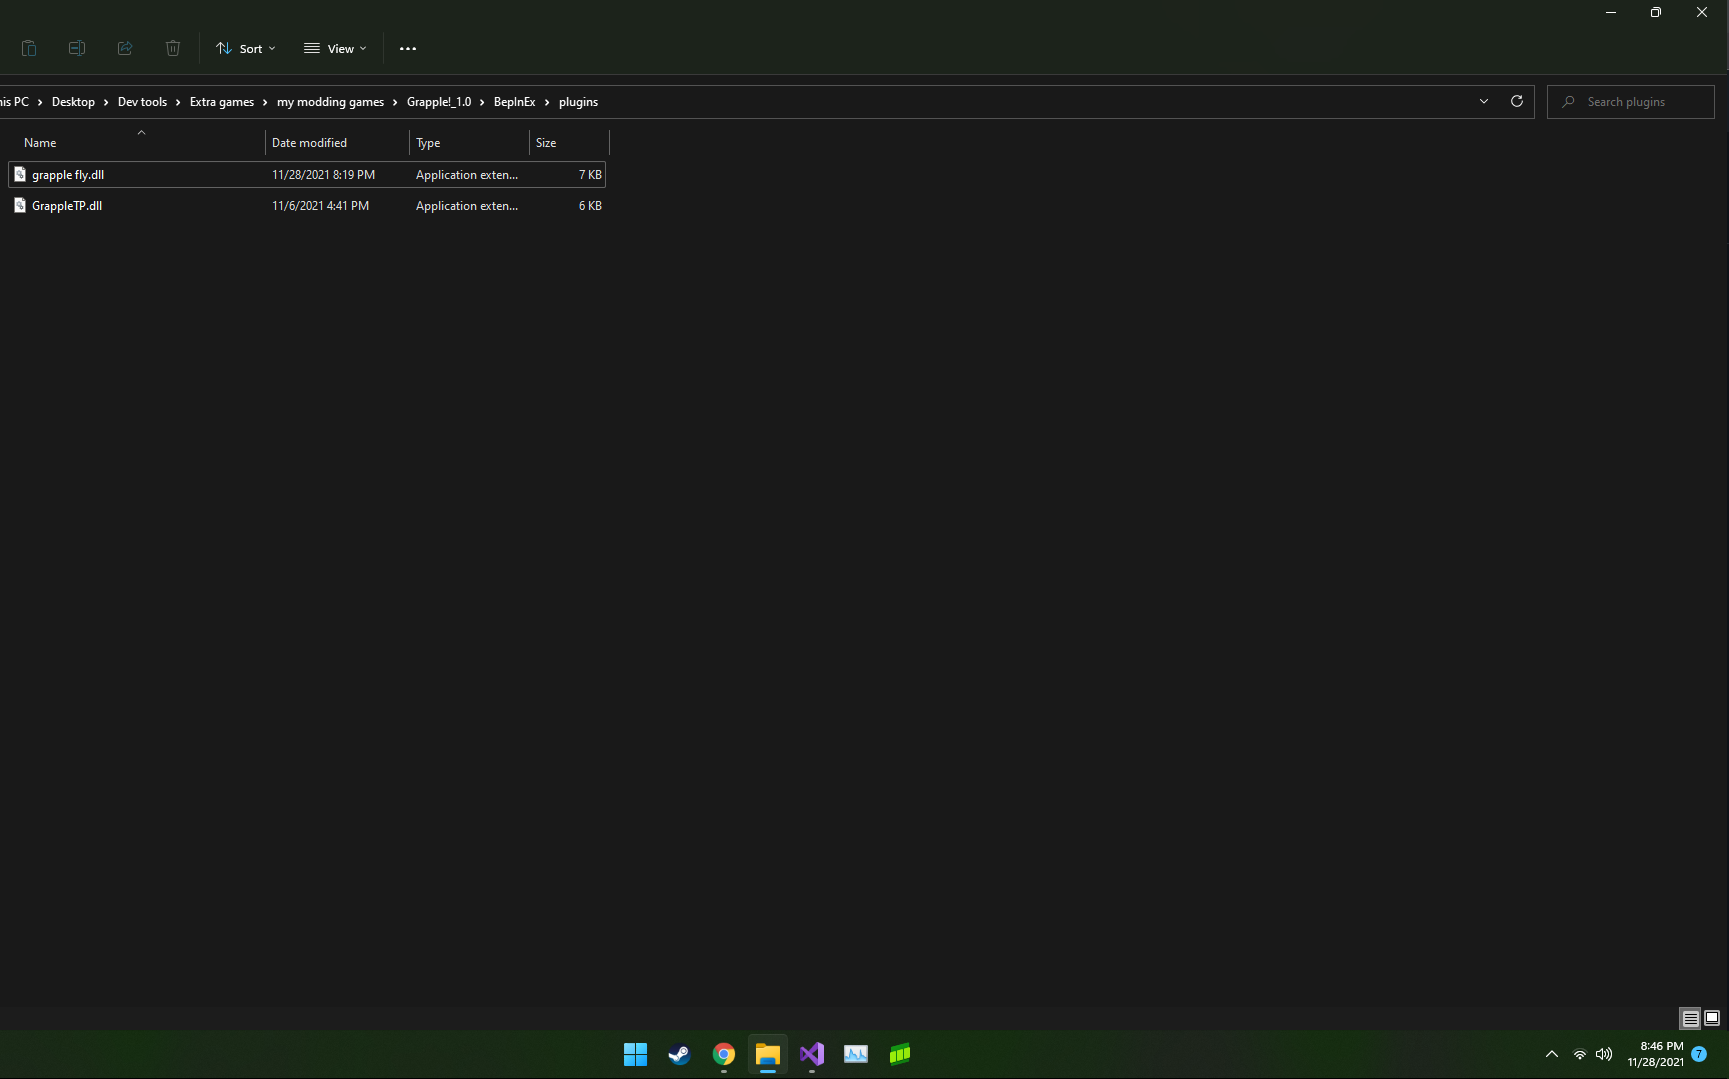 Sort View
his PC Desktop Dev tools Extra games my modding games Grapple!_1.0 BepInEx plugins Search plugins
Name Date modified Type Size
grapple fly.dll 11/28/2021 8:19 PM Application exten... 7 KB
GrappleTP.dll 11/6/2021 4:41 PM Application exten... 6 KB
8:46 PM
11/28/2021 7